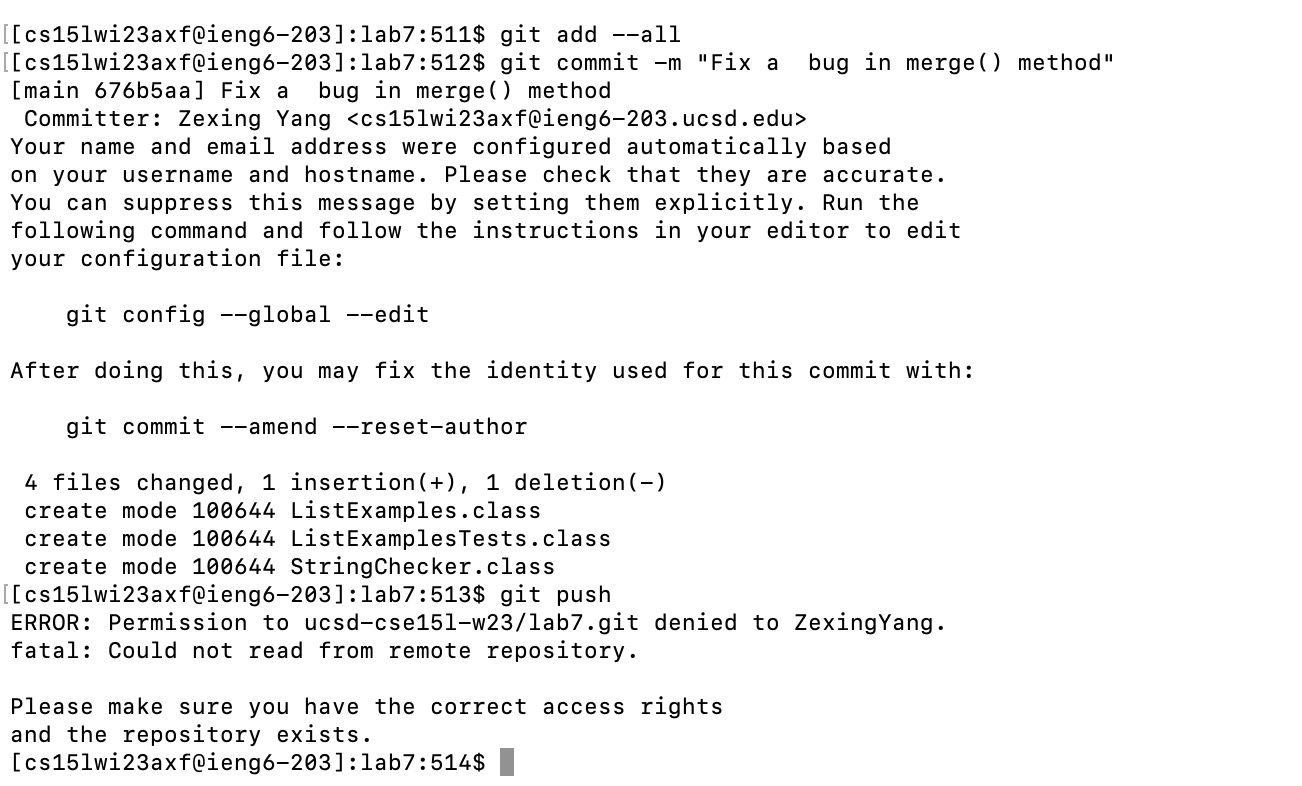 [[cs15lwi23axf@ieng6-203]:lab7:511$ git add --all
[[cs15lwi23axf@ieng6-203]:lab7:512$ git commit -m "Fix a  bug in merge() method"
[main 676b5aa] Fix a  bug in merge() method
 Committer: Zexing Yang <cs15lwi23axf@ieng6-203.ucsd.edu>
Your name and email address were configured automatically based
on your username and hostname. Please check that they are accurate.
You can suppress this message by setting them explicitly. Run the
following command and follow the instructions in your editor to edit
your configuration file:

    git config --global --edit

After doing this, you may fix the identity used for this commit with:

    git commit --amend --reset-author

 4 files changed, 1 insertion(+), 1 deletion(-)
 create mode 100644 ListExamples.class
 create mode 100644 ListExamplesTests.class
 create mode 100644 StringChecker.class
[[cs15lwi23axf@ieng6-203]:lab7:513$ git push
ERROR: Permission to ucsd-cse15l-w23/lab7.git denied to ZexingYang.
fatal: Could not read from remote repository.

Please make sure you have the correct access rights
and the repository exists.
[cs15lwi23axf@ieng6-203]:lab7:514$